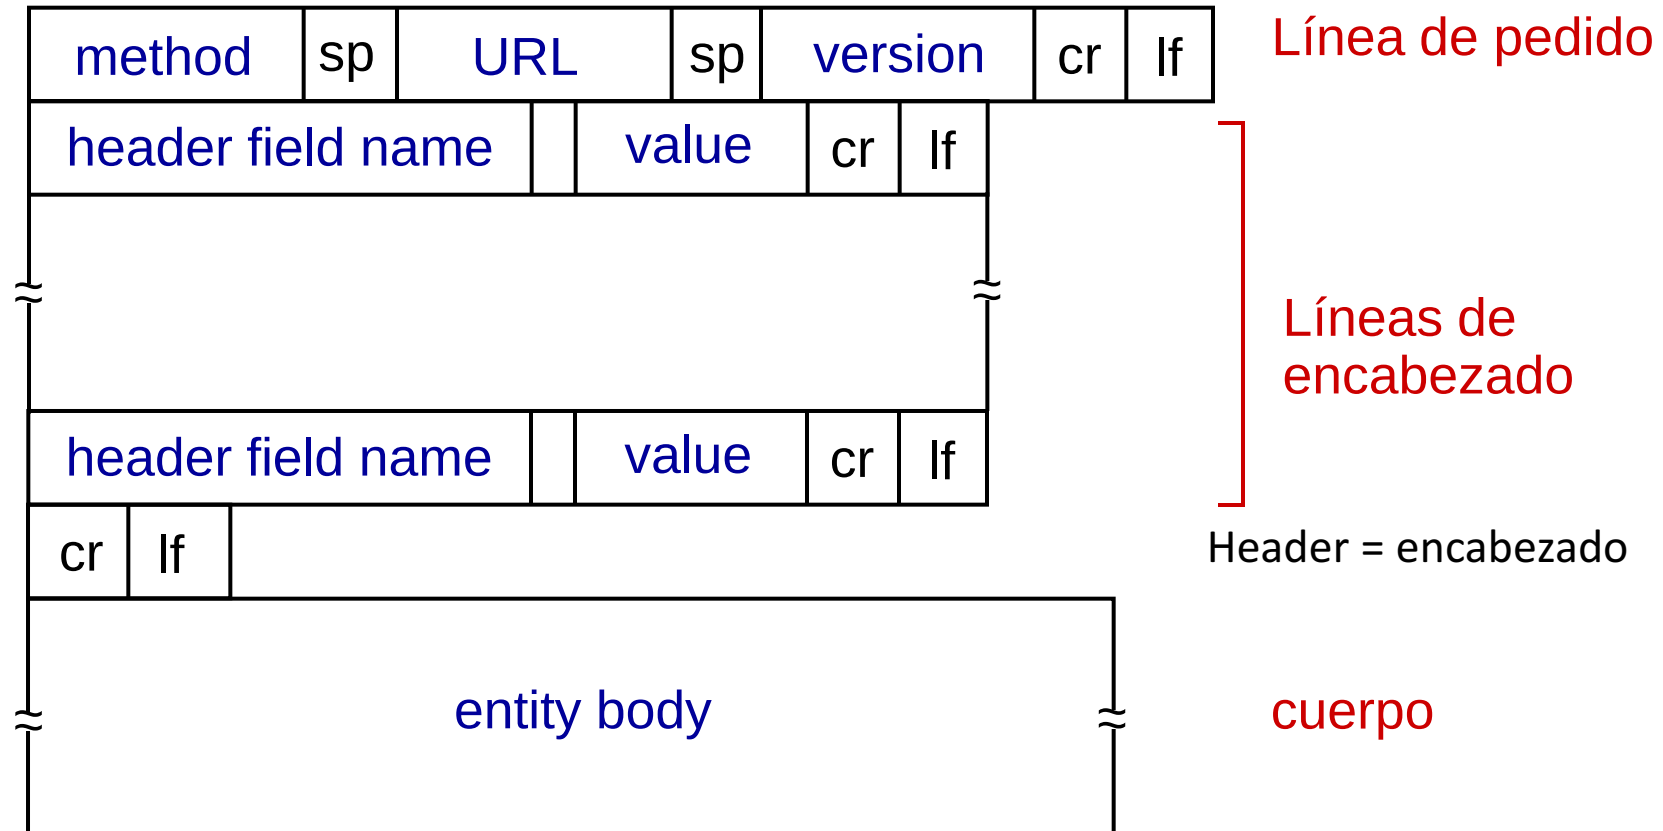 method sp URL sp version cr lf Línea de pedido
header field name value cr lf
Líneas de
encabezado
header field name value cr lf
cr lf
Header = encabezado
entity body cuerpo